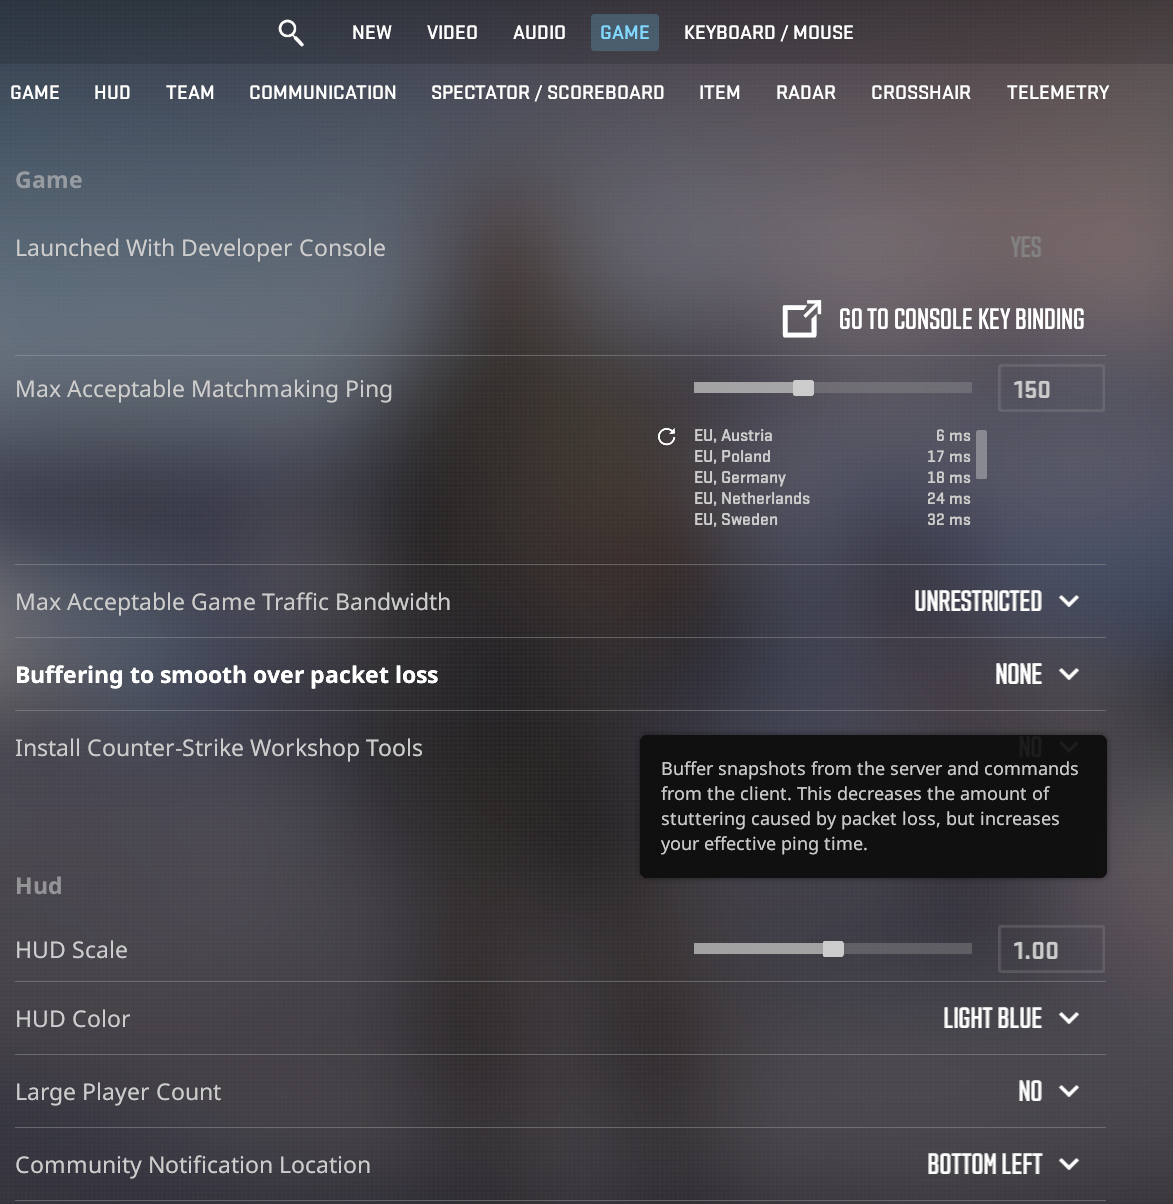 NEW VIDEO AUDIO GAME KEYBOARD / MOUSE
GAME HUD TEAM COMMUNICATION SPECTATOR / SCOREBOARD ITEM RADAR CROSSHAIR TELEMETRY
Game
Launched With Developer Console YES
GO TO CONSOLE KEY BINDING
Max Acceptable Matchmaking Ping 150
EU, Austria 6 ms
EU, Poland 17 ms
EU, Germany 18 ms
EU, Netherlands 24 ms
EU, Sweden 32 ms
Max Acceptable Game Traffic Bandwidth UNRESTRICTED
Buffering to smooth over packet loss NONE
Install Counter-Strike Workshop Tools NO
Buffer snapshots from the server and commands
from the client. This decreases the amount of
stuttering caused by packet loss, but increases
your effective ping time.
Hud
HUD Scale 1.00
HUD Color LIGHT BLUE
Large Player Count NO
Community Notification Location BOTTOM LEFT